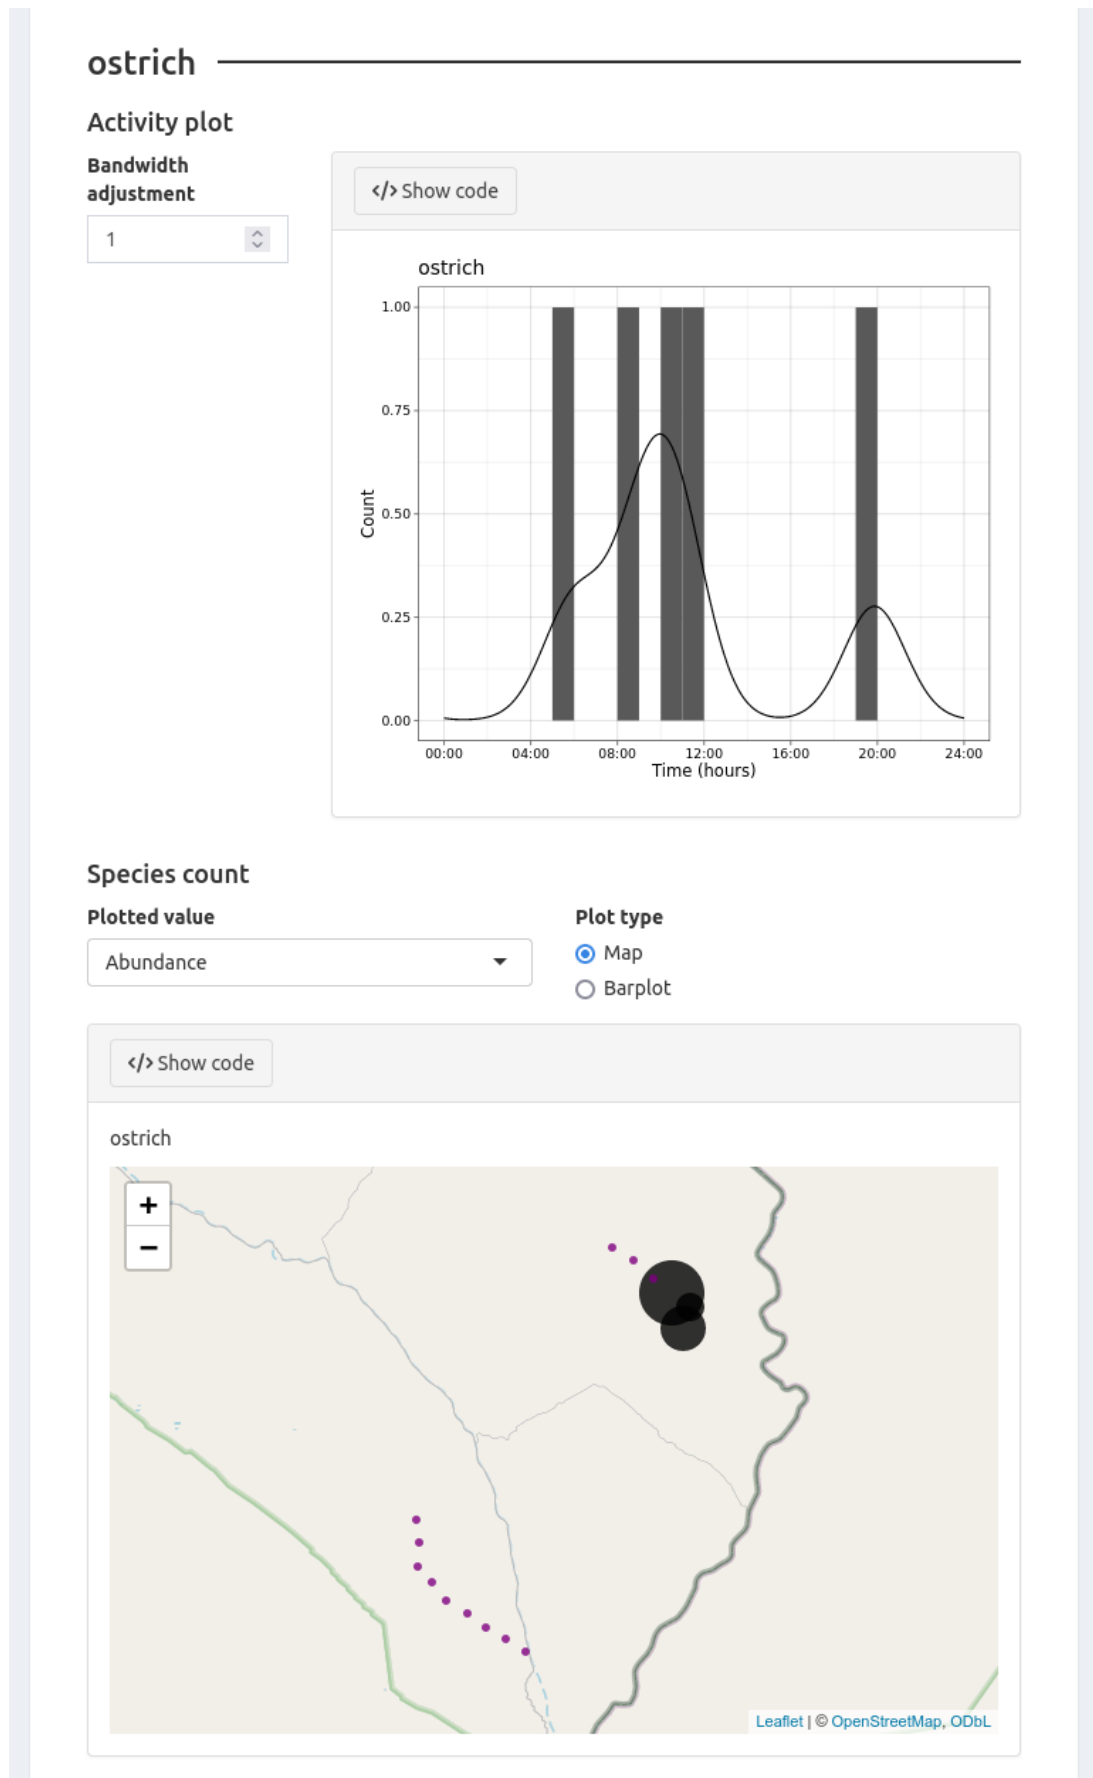 ostrich
Activity plot
Bandwidth
adjustment
1
</> Show code
ostrich
1.00
0.75
0.50
0.25
0.00
Count
00:00 04:00 08:00 12:00 16:00 20:00 24:00
Time (hours)
Species count
Plotted value
Abundance
Plot type
Map
Barplot
</> Show code
ostrich
+
−
Leaflet | © OpenStreetMap, ODbL